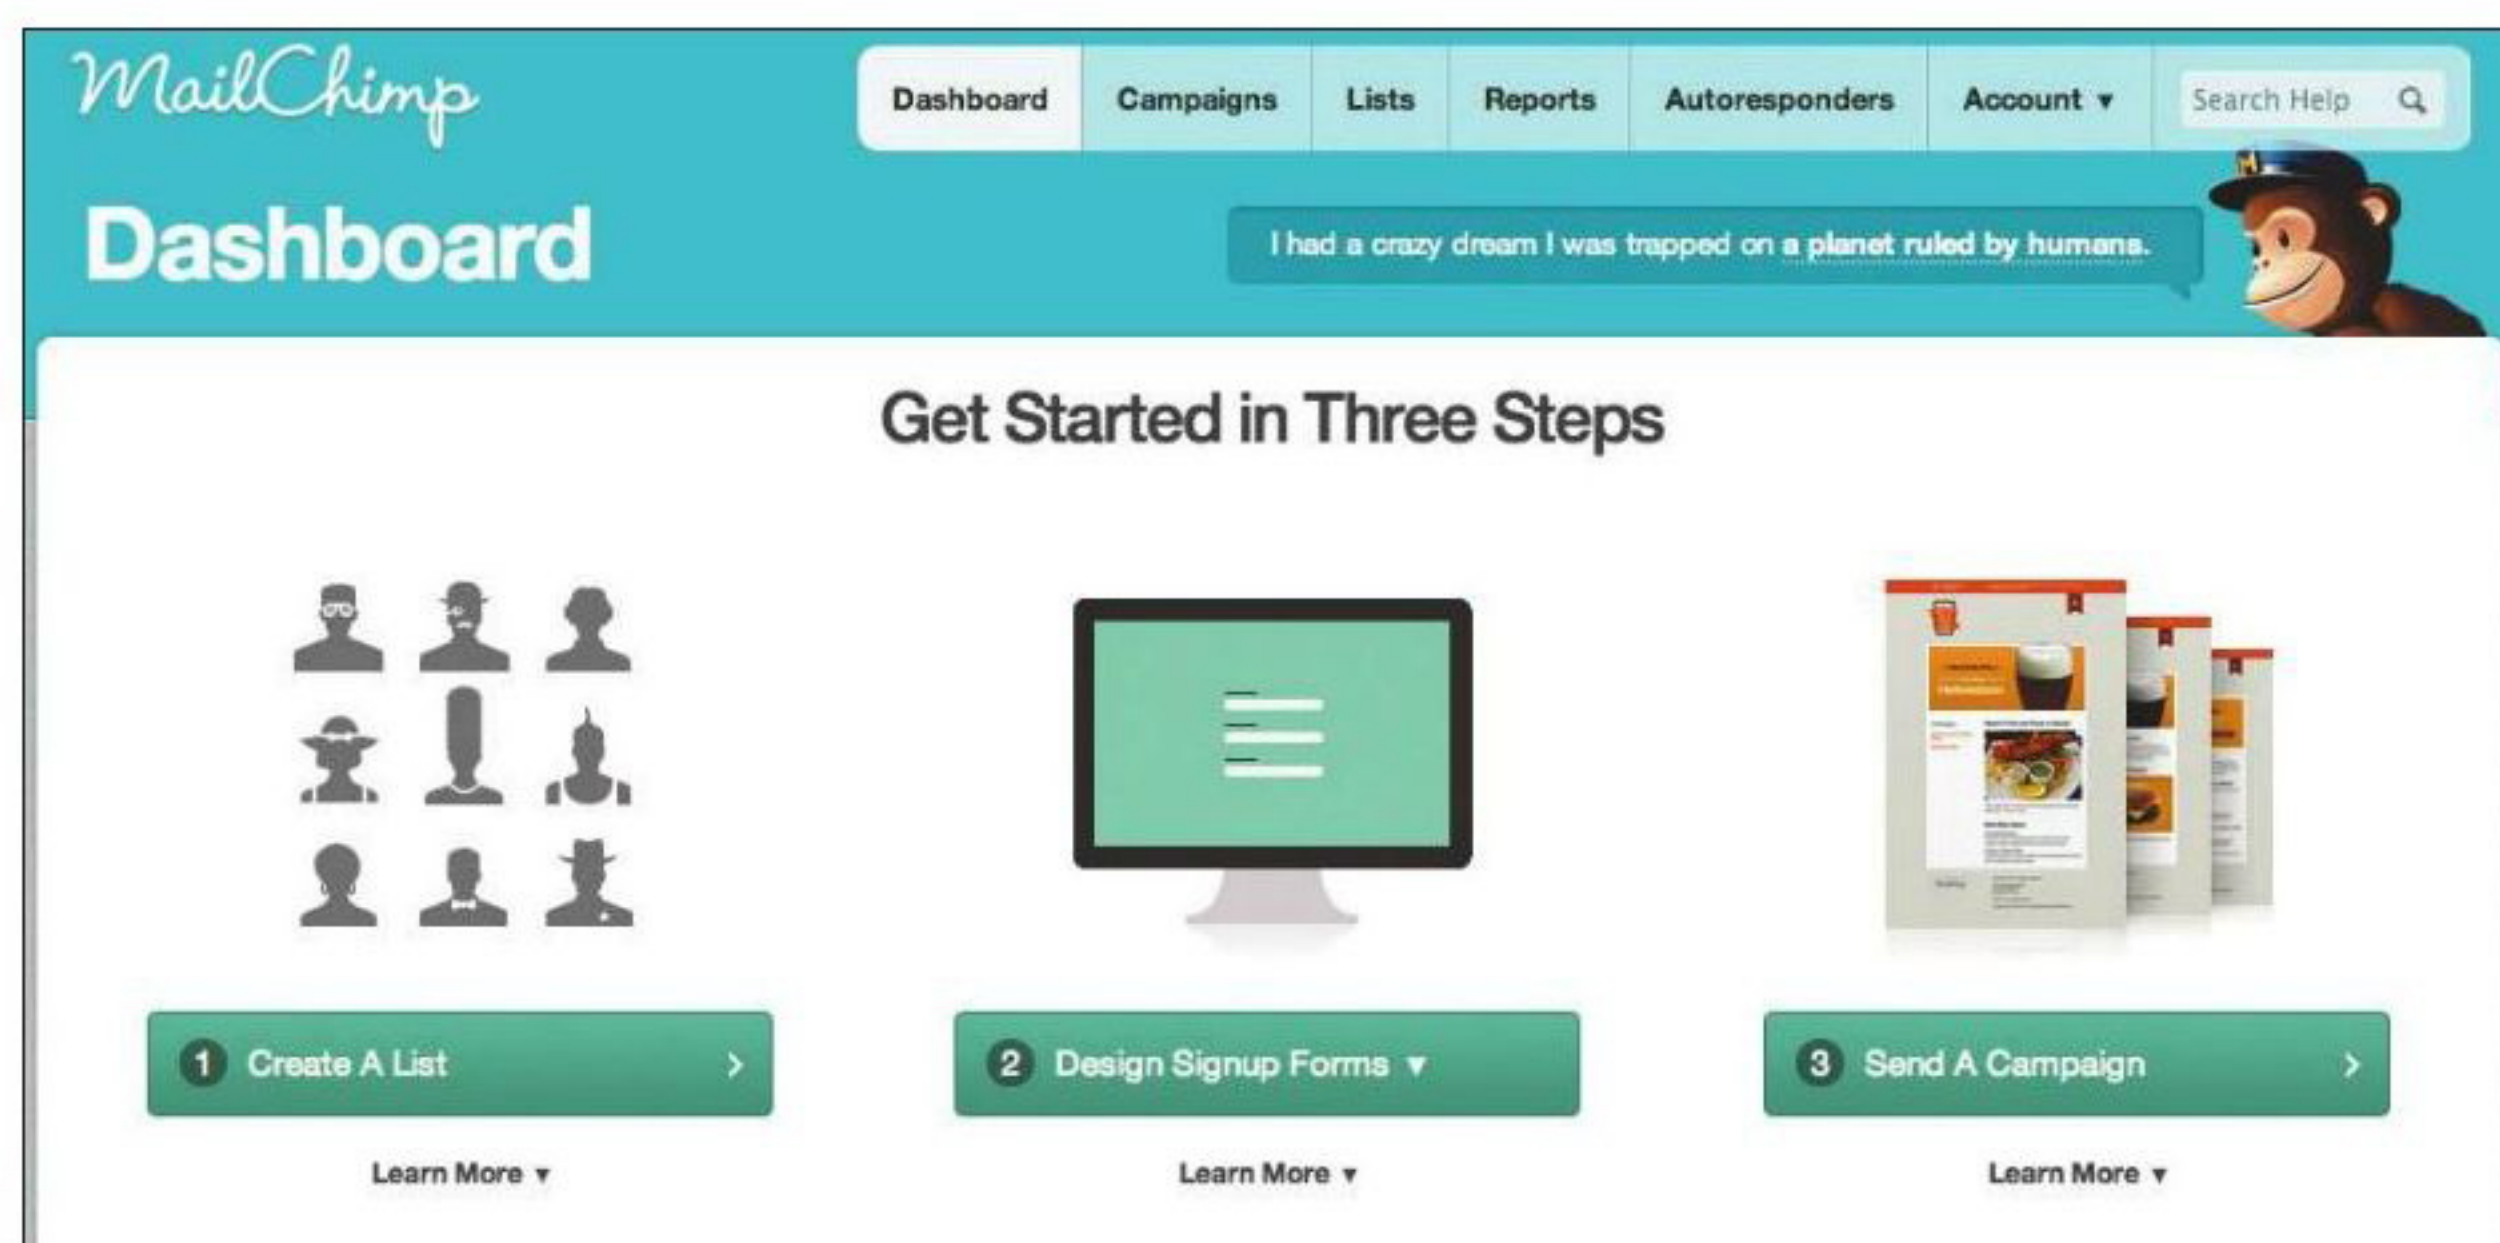 MailChimp
Dashboard Campaigns Lists Reports Autoresponders Account ▼ Search Help
M
Dashboard
I had a crazy dream I was trapped on a planet ruled by humans.
Get Started in Three Steps
1 Create A List >
2 Design Signup Forms ▼
3 Send A Campaign >
Learn More ▼
Learn More ▼
Learn More ▼